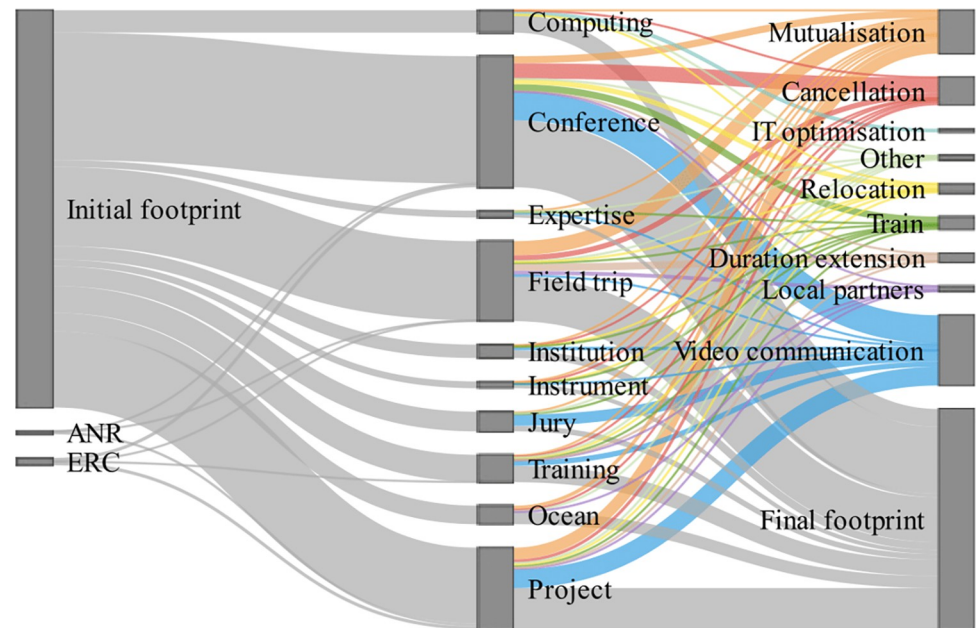 Initial footprint
ANR
ERC
Computing
Conference
Expertise
Field trip
Institution
Instrument
Jury
Training
Ocean
Project
Mutualisation
Cancellation
IT optimisation
Other
Relocation
Train
Duration extension
Local partners
Video communication
Final footprint